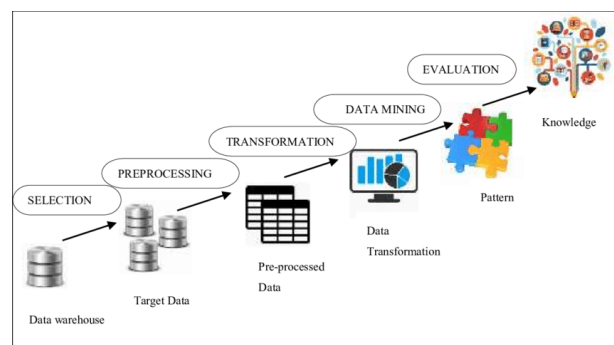 EVALUATION
DATA MINING
Knowledge
TRANSFORMATION
PREPROCESSING
Pattern
SELECTION
Data
Transformation
Pre-processed
Data
Target Data
Data warehouse